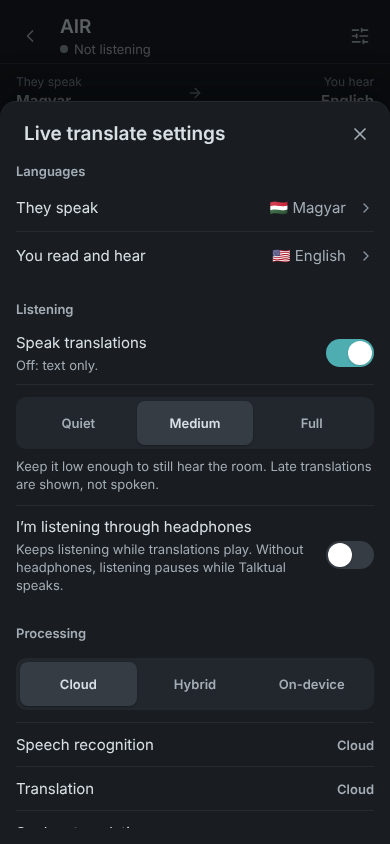 AIR
Not listening
They speak
You hear
Magyar
English
Live translate settings
Languages
They speak
🇭🇺 Magyar
You read and hear
🇺🇸 English
Listening
Speak translations
Off: text only.
Quiet
Medium
Full
Keep it low enough to still hear the room. Late translations
are shown, not spoken.
I’m listening through headphones
Keeps listening while translations play. Without
headphones, listening pauses while Talktual
speaks.
Processing
Cloud
Hybrid
On-device
Speech recognition
Cloud
Translation
Cloud